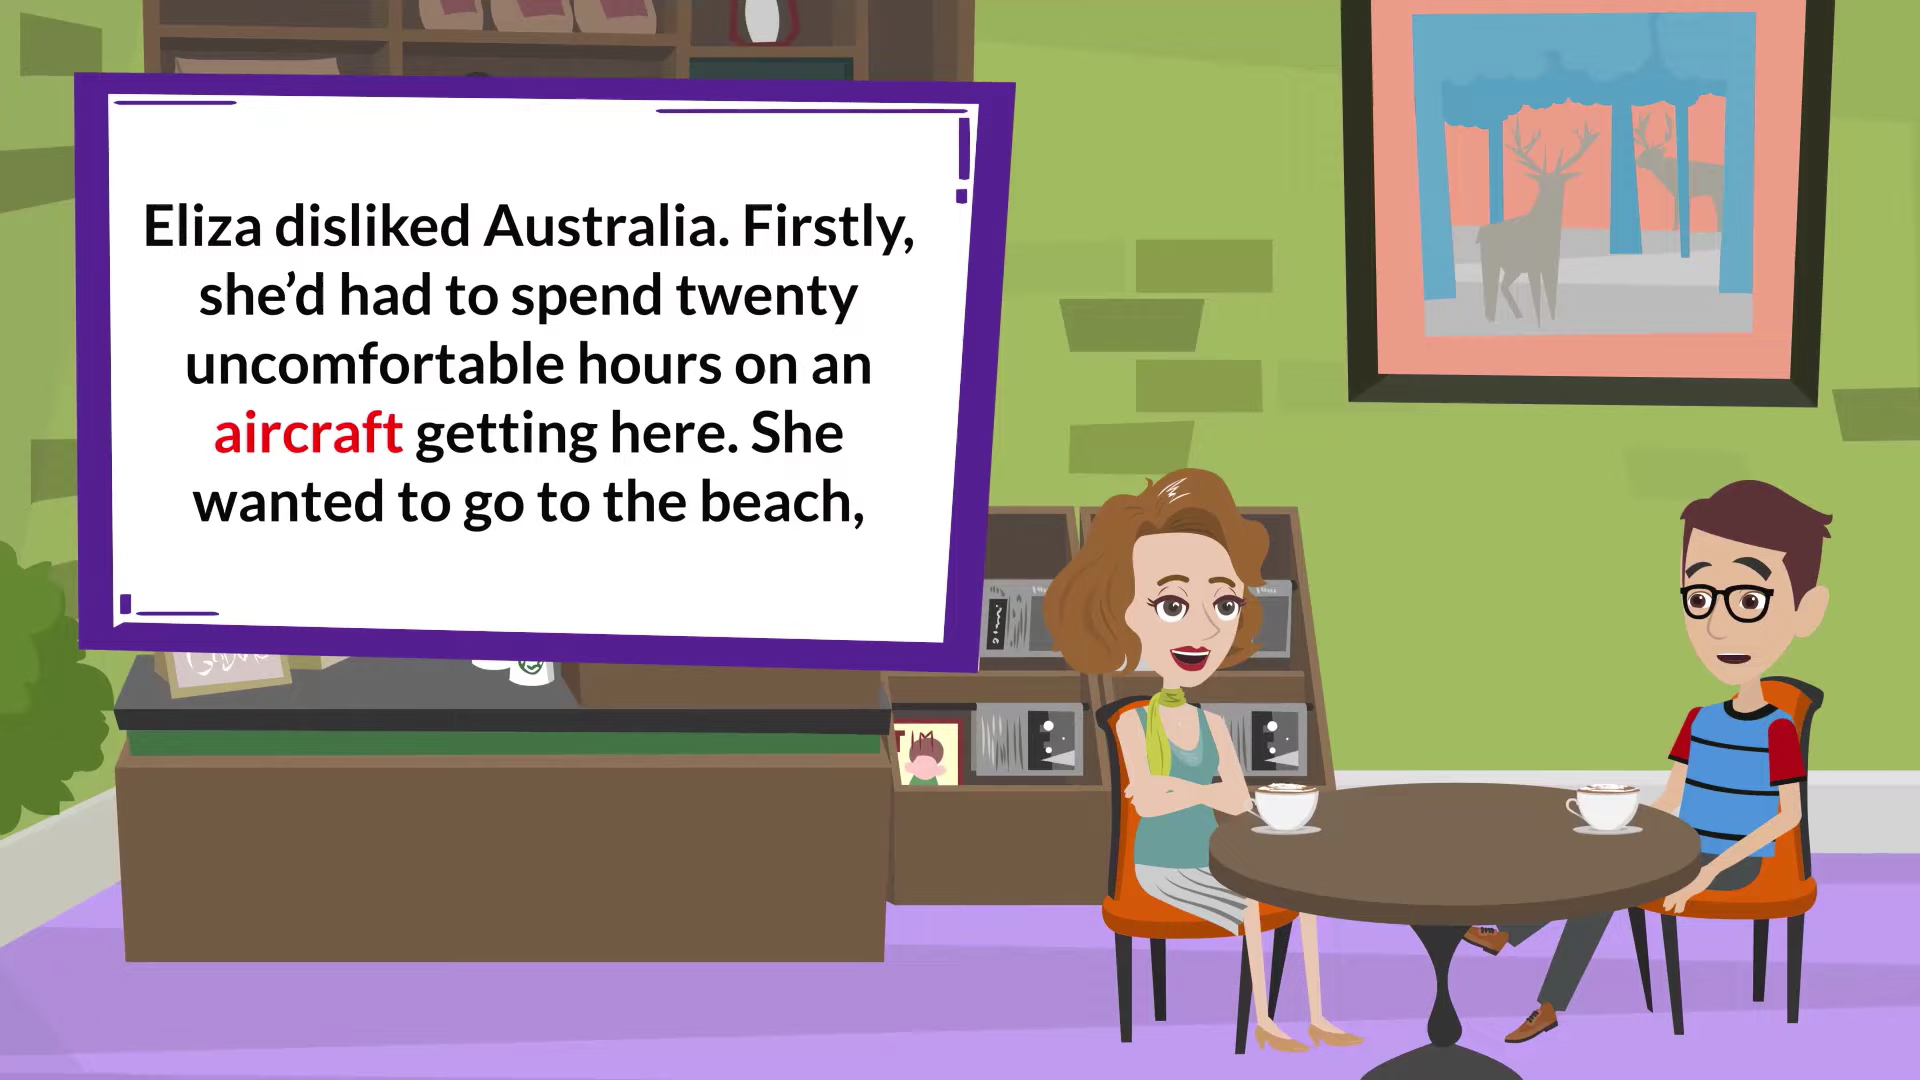 Eliza disliked Australia. Firstly,
she’d had to spend twenty
uncomfortable hours on an
aircraft getting here. She
wanted to go to the beach,
TIM